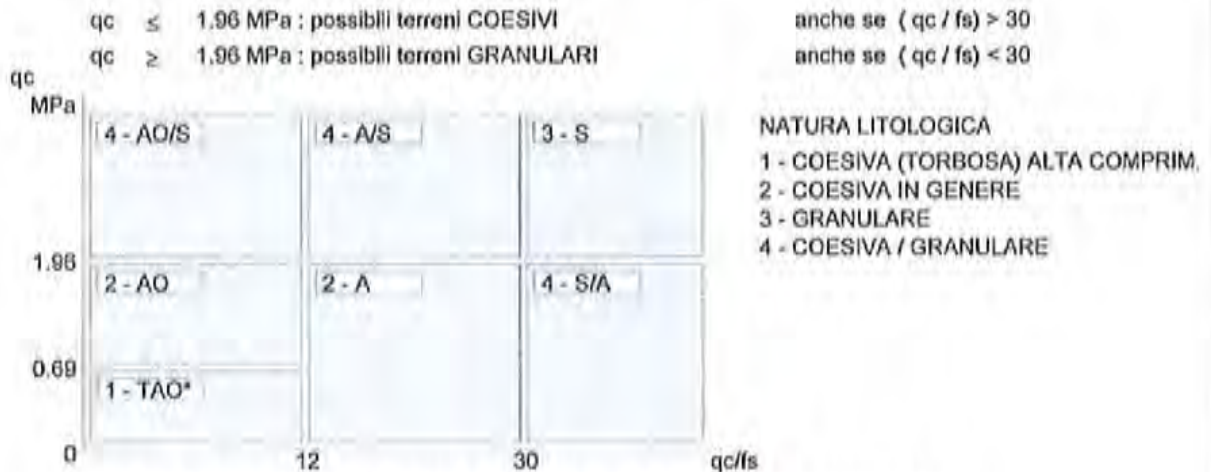 qc ≤ 1.96 MPa : possibili terreni COESIVI anche se ( qc / fs) > 30
qc ≥ 1.96 MPa : possibili terreni GRANULARI anche se ( qc / fs) < 30
qc
MPa
4 - AO/S 4 - A/S 3 - S
NATURA LITOLOGICA
1 - COESIVA (TORBOSA) ALTA COMPRIM.
2 - COESIVA IN GENERE
3 - GRANULARE
4 - COESIVA / GRANULARE
1.96
2 - AO 2 - A 4 - S/A
0.69
1 - TAO*
0 12 30 qc/fs